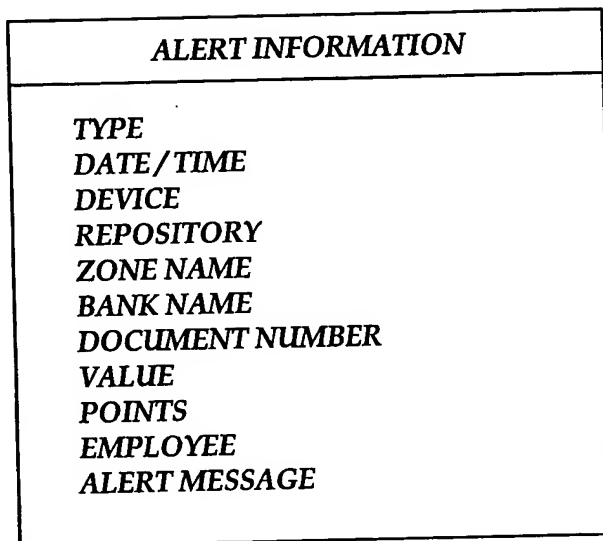 ALERT INFORMATION
TYPE
DATE/TIME
DEVICE
REPOSITORY
ZONE NAME
BANK NAME
DOCUMENT NUMBER
VALUE
POINTS
EMPLOYEE
ALERT MESSAGE